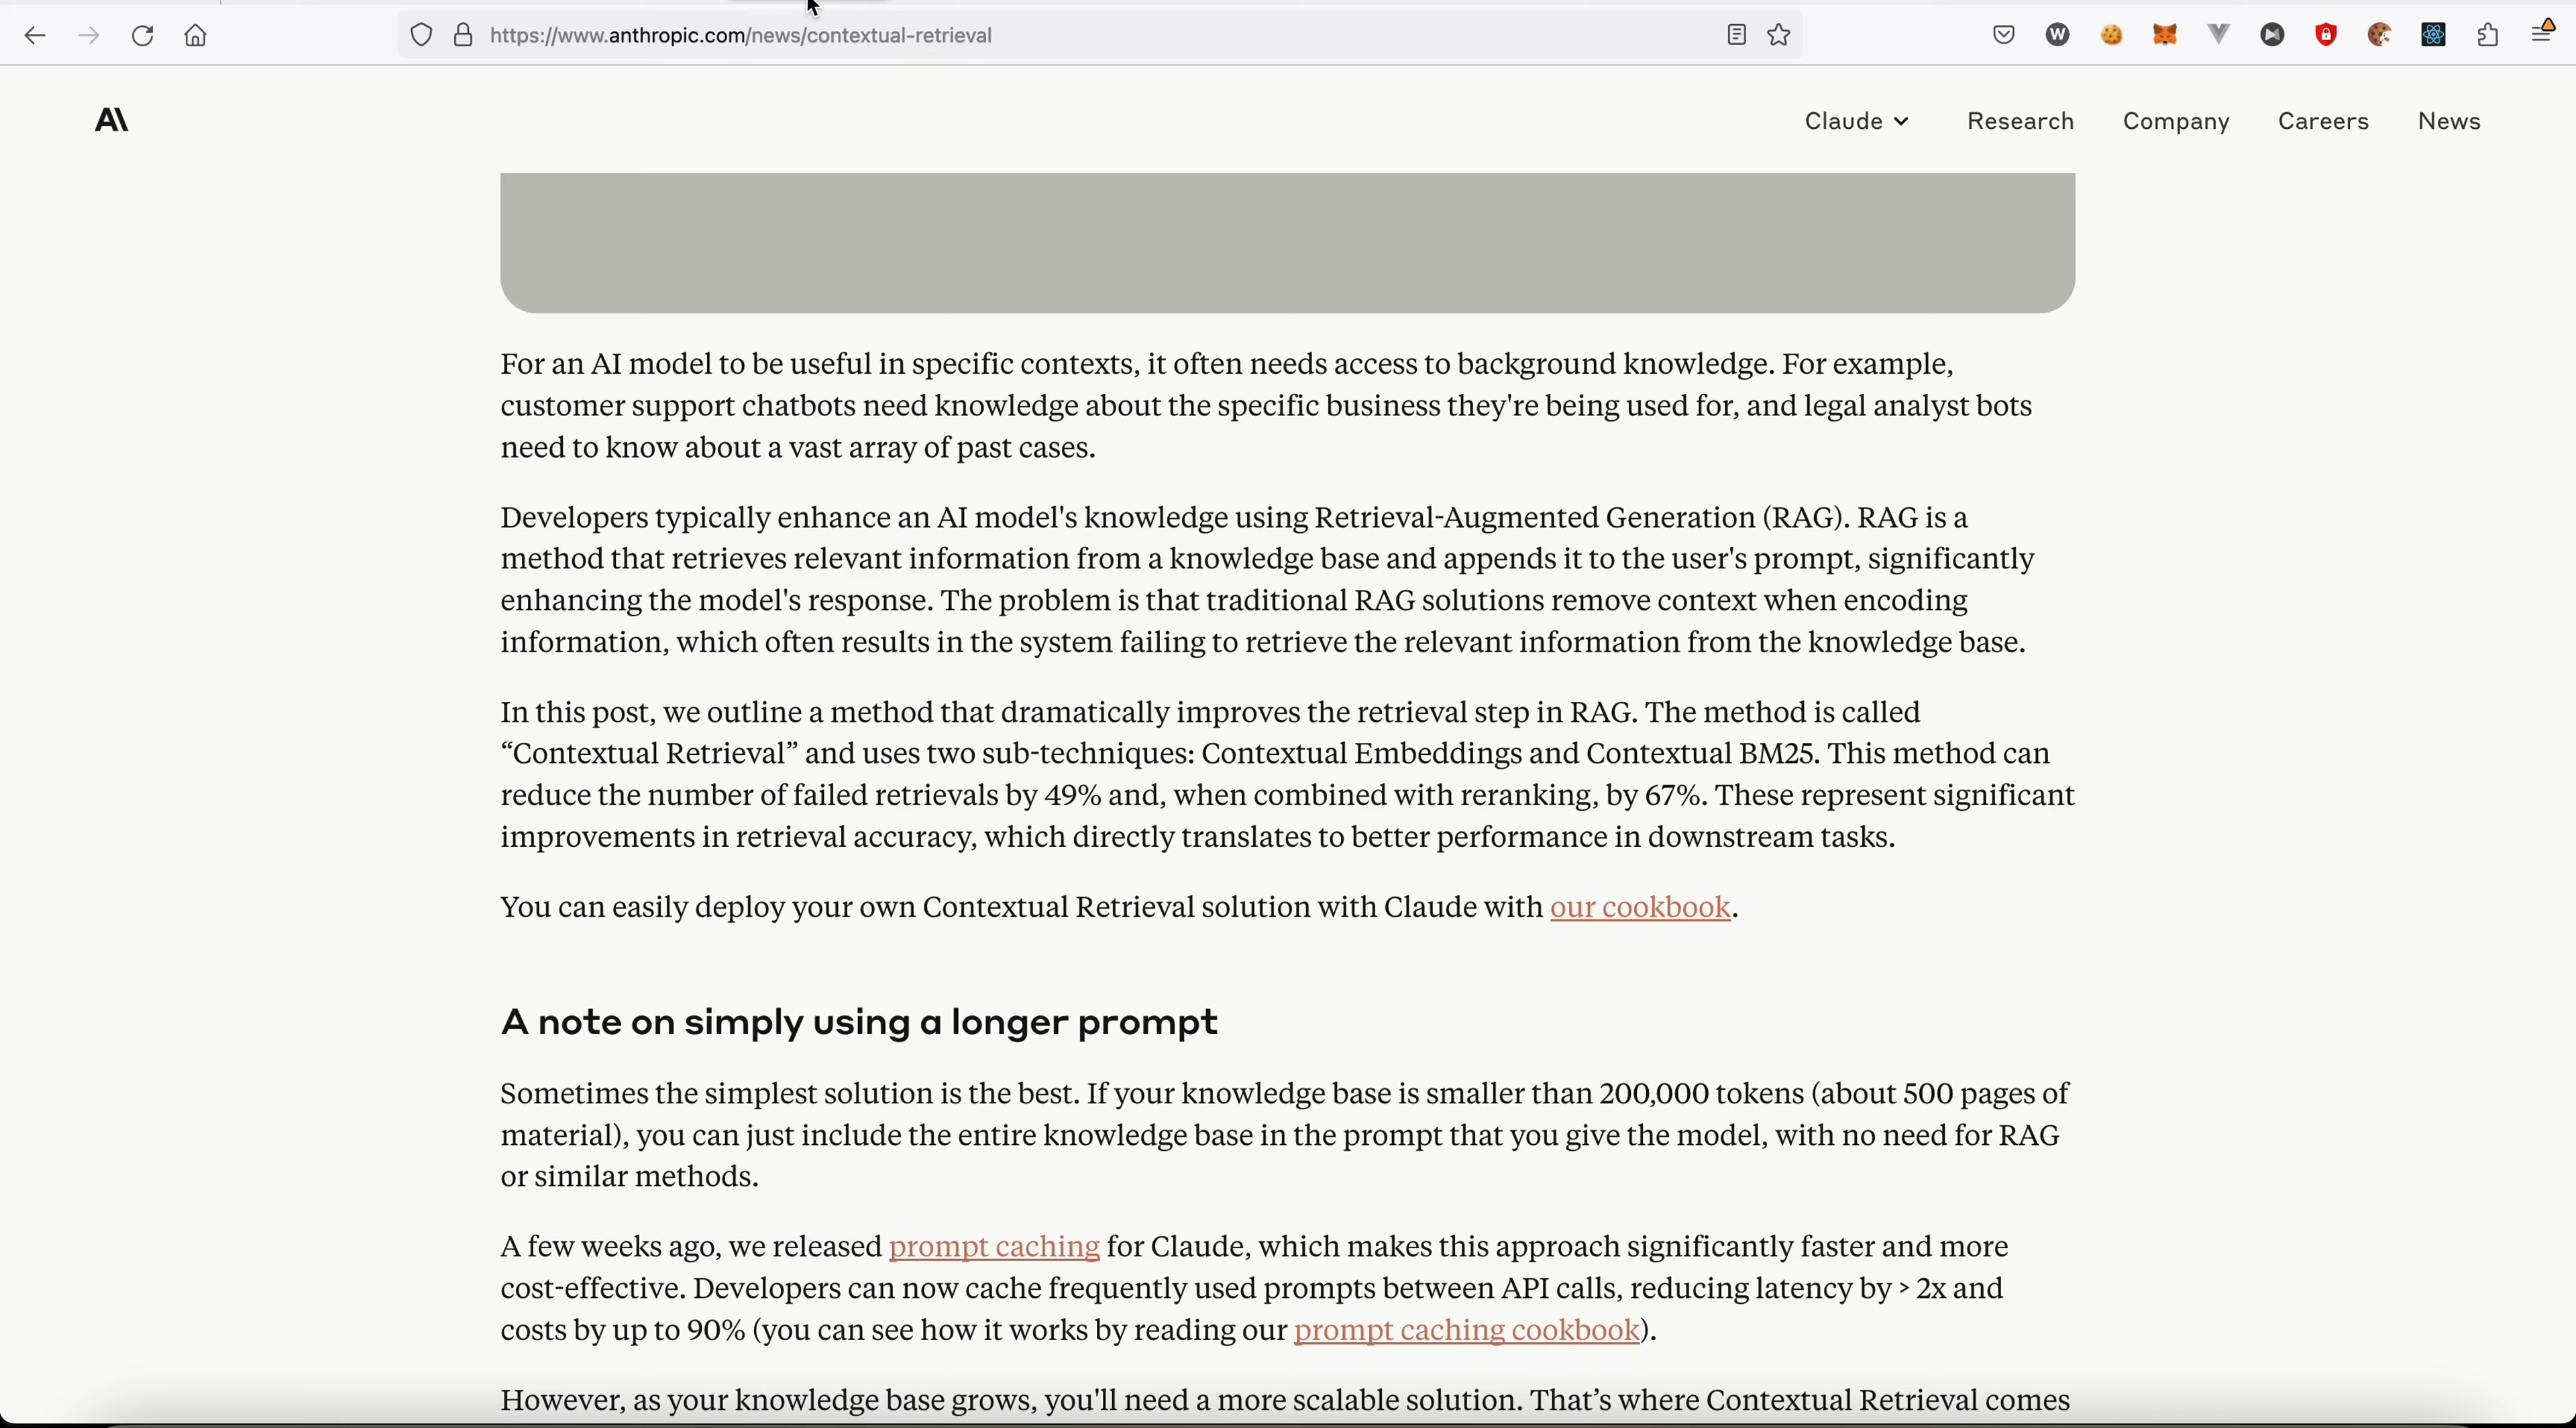 https://www.anthropic.com/news/contextual-retrieval
W
Claude
Research
Company
Careers
News
For an AI model to be useful in specific contexts, it often needs access to background knowledge. For example,
customer support chatbots need knowledge about the specific business they're being used for, and legal analyst bots
need to know about a vast array of past cases.
Developers typically enhance an AI model's knowledge using Retrieval-Augmented Generation (RAG). RAG is a
method that retrieves relevant information from a knowledge base and appends it to the user's prompt, significantly
enhancing the model's response. The problem is that traditional RAG solutions remove context when encoding
information, which often results in the system failing to retrieve the relevant information from the knowledge base.
In this post, we outline a method that dramatically improves the retrieval step in RAG. The method is called
“Contextual Retrieval” and uses two sub-techniques: Contextual Embeddings and Contextual BM25. This method can
reduce the number of failed retrievals by 49% and, when combined with reranking, by 67%. These represent significant
improvements in retrieval accuracy, which directly translates to better performance in downstream tasks.
You can easily deploy your own Contextual Retrieval solution with Claude with our cookbook.
A note on simply using a longer prompt
Sometimes the simplest solution is the best. If your knowledge base is smaller than 200,000 tokens (about 500 pages of
material), you can just include the entire knowledge base in the prompt that you give the model, with no need for RAG
or similar methods.
A few weeks ago, we released prompt caching for Claude, which makes this approach significantly faster and more
cost-effective. Developers can now cache frequently used prompts between API calls, reducing latency by > 2x and
costs by up to 90% (you can see how it works by reading our prompt caching cookbook).
However, as your knowledge base grows, you'll need a more scalable solution. That’s where Contextual Retrieval comes